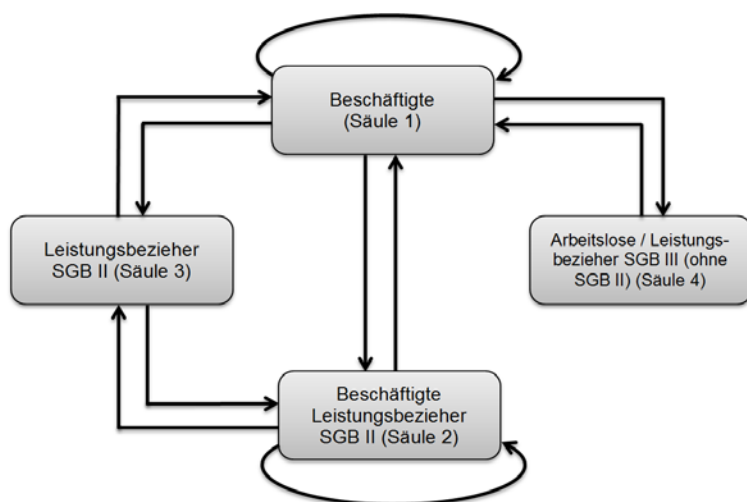 Beschäftigte
(Säule 1)
Leistungsbezieher
SGB II (Säule 3)
Arbeitslose / Leistungs-
bezieher SGB III (ohne
SGB II) (Säule 4)
Beschäftigte
Leistungsbezieher
SGB II (Säule 2)